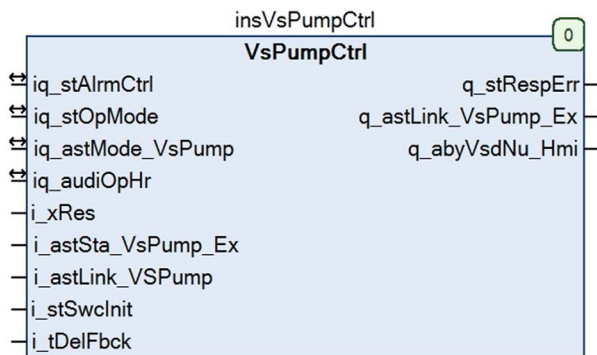 insVsPumpCtrl
0
VsPumpCtrl
iq_stAlrmCtrl
q_stRespErr
iq_stOpMode
q_astLink_VsPump_Ex
iq_astMode_VsPump
q_abyVsdNu_Hmi
iq_audiOpHr
i_xRes
i_astSta_VsPump_Ex
i_astLink_VSPump
i_stSwcInit
i_tDelFbck